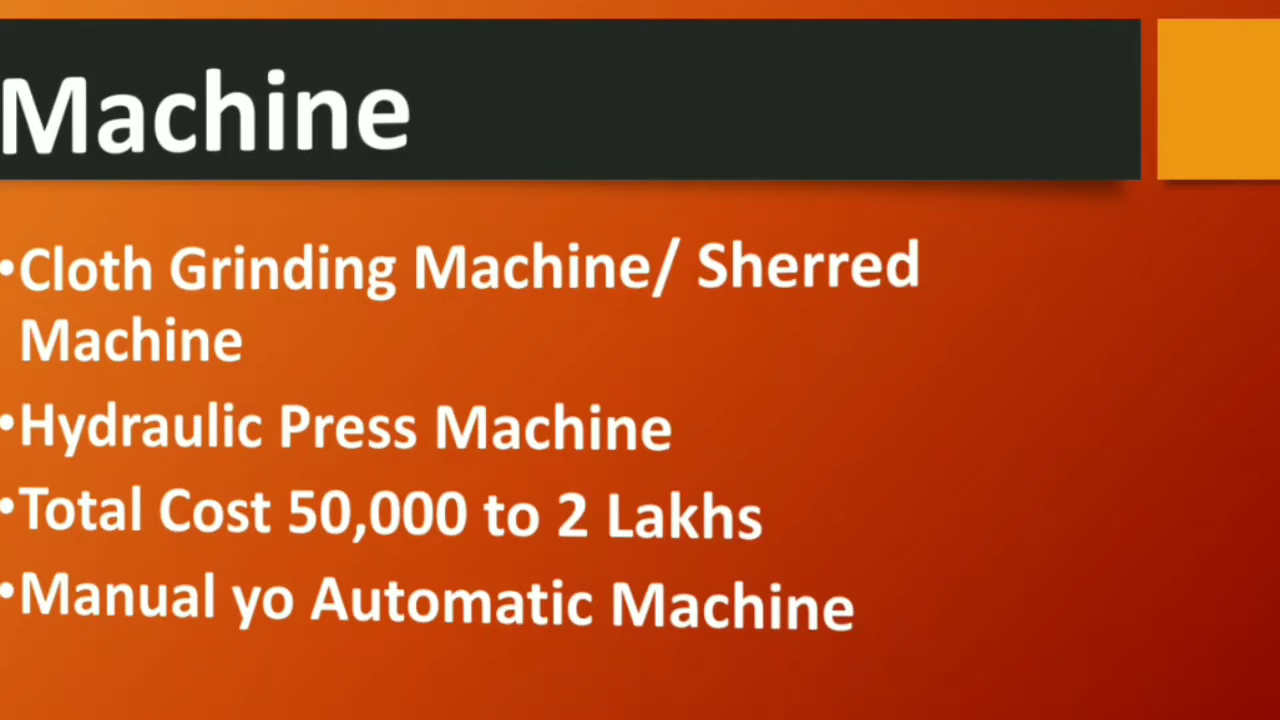 Machine
•Cloth Grinding Machine/ Sherred
Machine
•Hydraulic Press Machine
•Total Cost 50,000 to 2 Lakhs
•Manual yo Automatic Machine